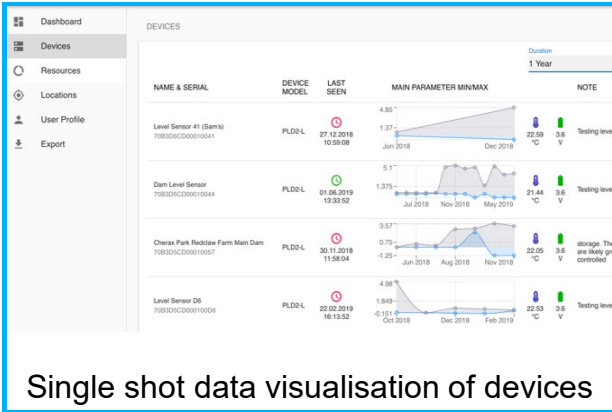 Dashboard
Devices
Resources
Locations
User Profile
Export
DEVICES
Duration
1 Year
NAME & SERIAL
DEVICE MODEL
LAST SEEN
MAIN PARAMETER MIN/MAX
NOTE
Level Sensor 41 (Sam's)
70B3D5CD00010041
PLD2-L
27.12.2018
10:59:08
4.85
1.37
Jun 2018 Dec 2018
22.59 °C
3.6 V
Testing leve
Dam Level Sensor
70B3D5CD00010044
PLD2-L
01.06.2019
13:33:52
5.1
1.375
Jul 2018 Nov 2018 May 2019
21.44 °C
3.6 V
Testing leve
Cherax Park Redclaw Farm Main Dam
70B3D5CD00010057
PLD2-L
30.11.2018
11:58:04
3.57
0.75
-1.25
Jun 2018 Aug 2018 Nov 2018
22.05 °C
3.6 V
storage. The
are likely gr
controlled
Level Sensor D6
70B3D5CD000100D6
PLD2-L
22.02.2019
16:13:52
4.98
1.849
-0.151
Oct 2018 Dec 2018 Feb 2019
22.53 °C
3.6 V
Testing leve
Single shot data visualisation of devices